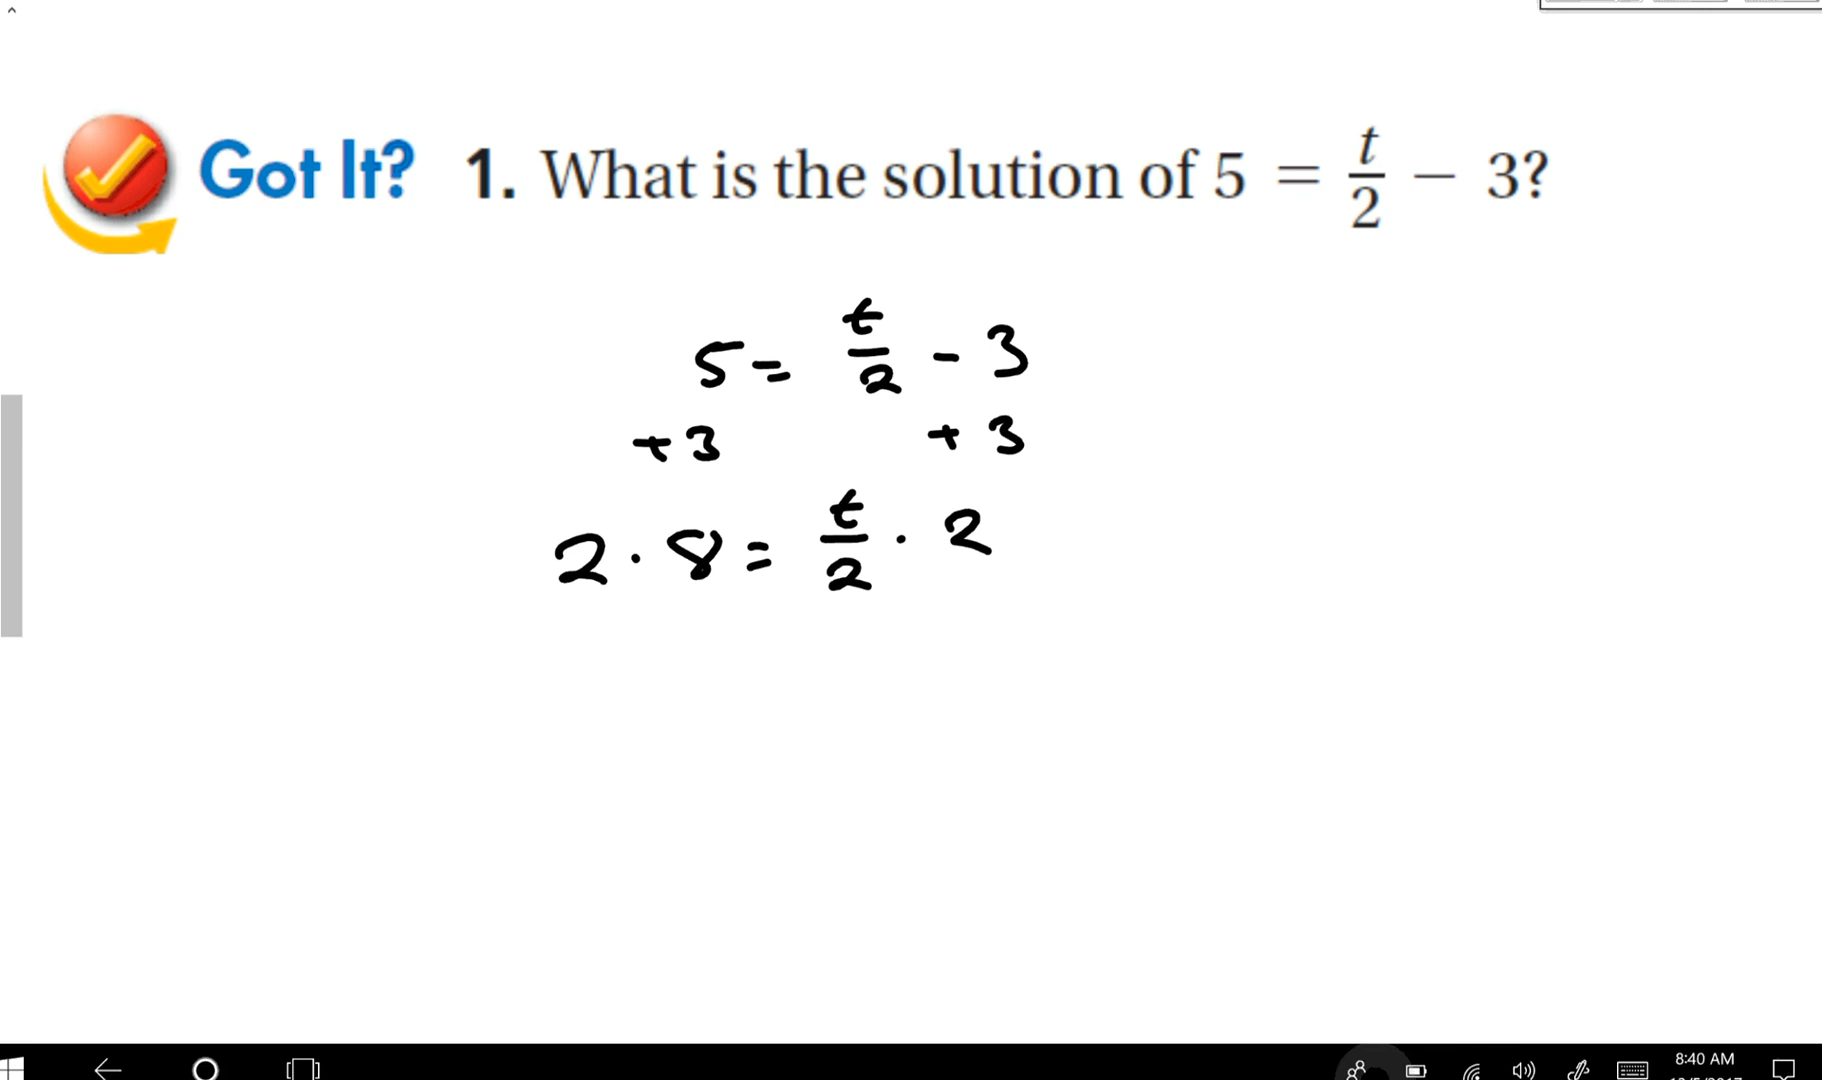 Got It? 1. What is the solution of 5 = t/2 − 3?
5 = t/2 - 3
+3 +3
2 · 8 = t/2 · 2
8:40 AM